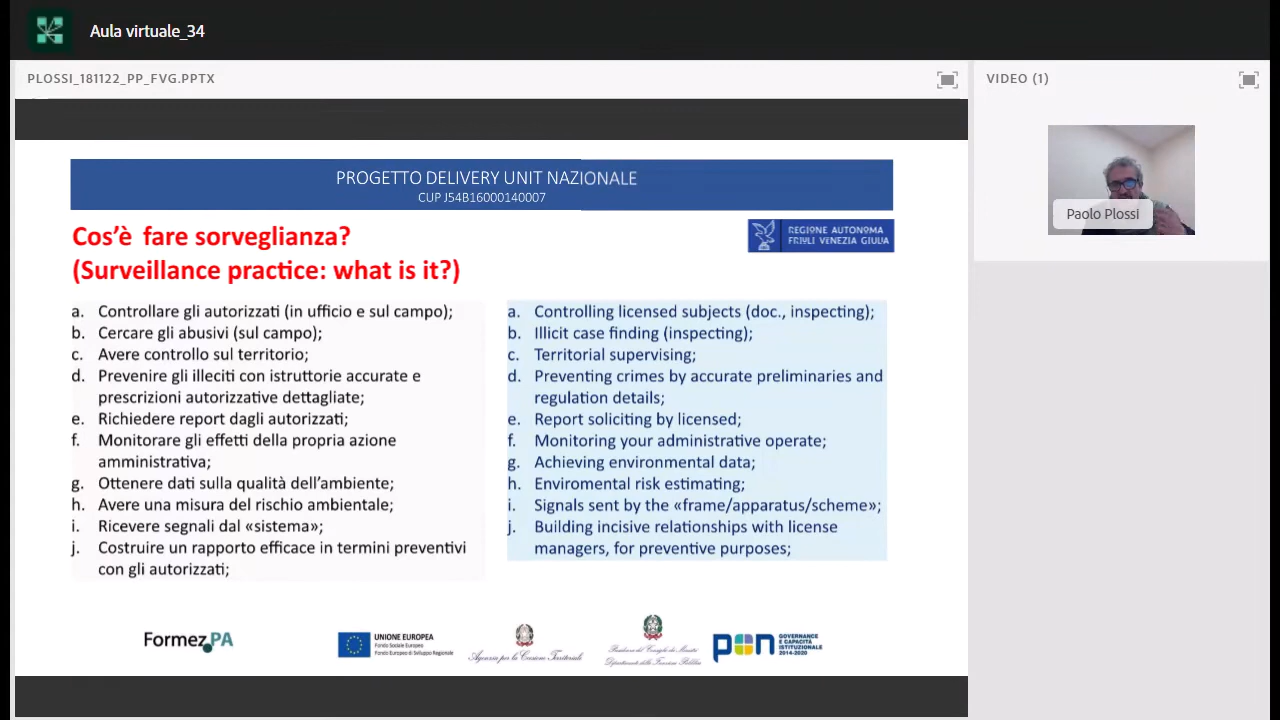 Aula virtuale_34
PLOSSI_181122_PP_FVG.PPTX
VIDEO (1)
PROGETTO DELIVERY UNIT NAZIONALE
CUP J54B16000140007
Cos'è fare sorveglianza?
(Surveillance practice: what is it?)
REGIONE AUTONOMA
FRIULI VENEZIA GIULIA
Paolo Plossi
a. Controllare gli autorizzati (in ufficio e sul campo);
b. Cercare gli abusivi (sul campo);
c. Avere controllo sul territorio;
d. Prevenire gli illeciti con istruttorie accurate e
prescrizioni autorizzative dettagliate;
e. Richiedere report dagli autorizzati;
f. Monitorare gli effetti della propria azione
amministrativa;
g. Ottenere dati sulla qualità dell'ambiente;
h. Avere una misura del rischio ambientale;
i. Ricevere segnali dal «sistema»;
j. Costruire un rapporto efficace in termini preventivi
con gli autorizzati;
a. Controlling licensed subjects (doc., inspecting);
b. Illicit case finding (inspecting);
c. Territorial supervising;
d. Preventing crimes by accurate preliminaries and
regulation details;
e. Report soliciting by licensed;
f. Monitoring your administrative operate;
g. Achieving environmental data;
h. Enviromental risk estimating;
i. Signals sent by the «frame/apparatus/scheme»;
j. Building incisive relationships with license
managers, for preventive purposes;
Formez PA
UNIONE EUROPEA
Fondo Sociale Europeo
Fondo Europeo di Sviluppo Regionale
Agenzia per la Coesione Territoriale
Presidenza del Consiglio dei Ministri
Dipartimento della Funzione Pubblica
pon
GOVERNANCE
E CAPACITÀ
ISTITUZIONALE
2014-2020